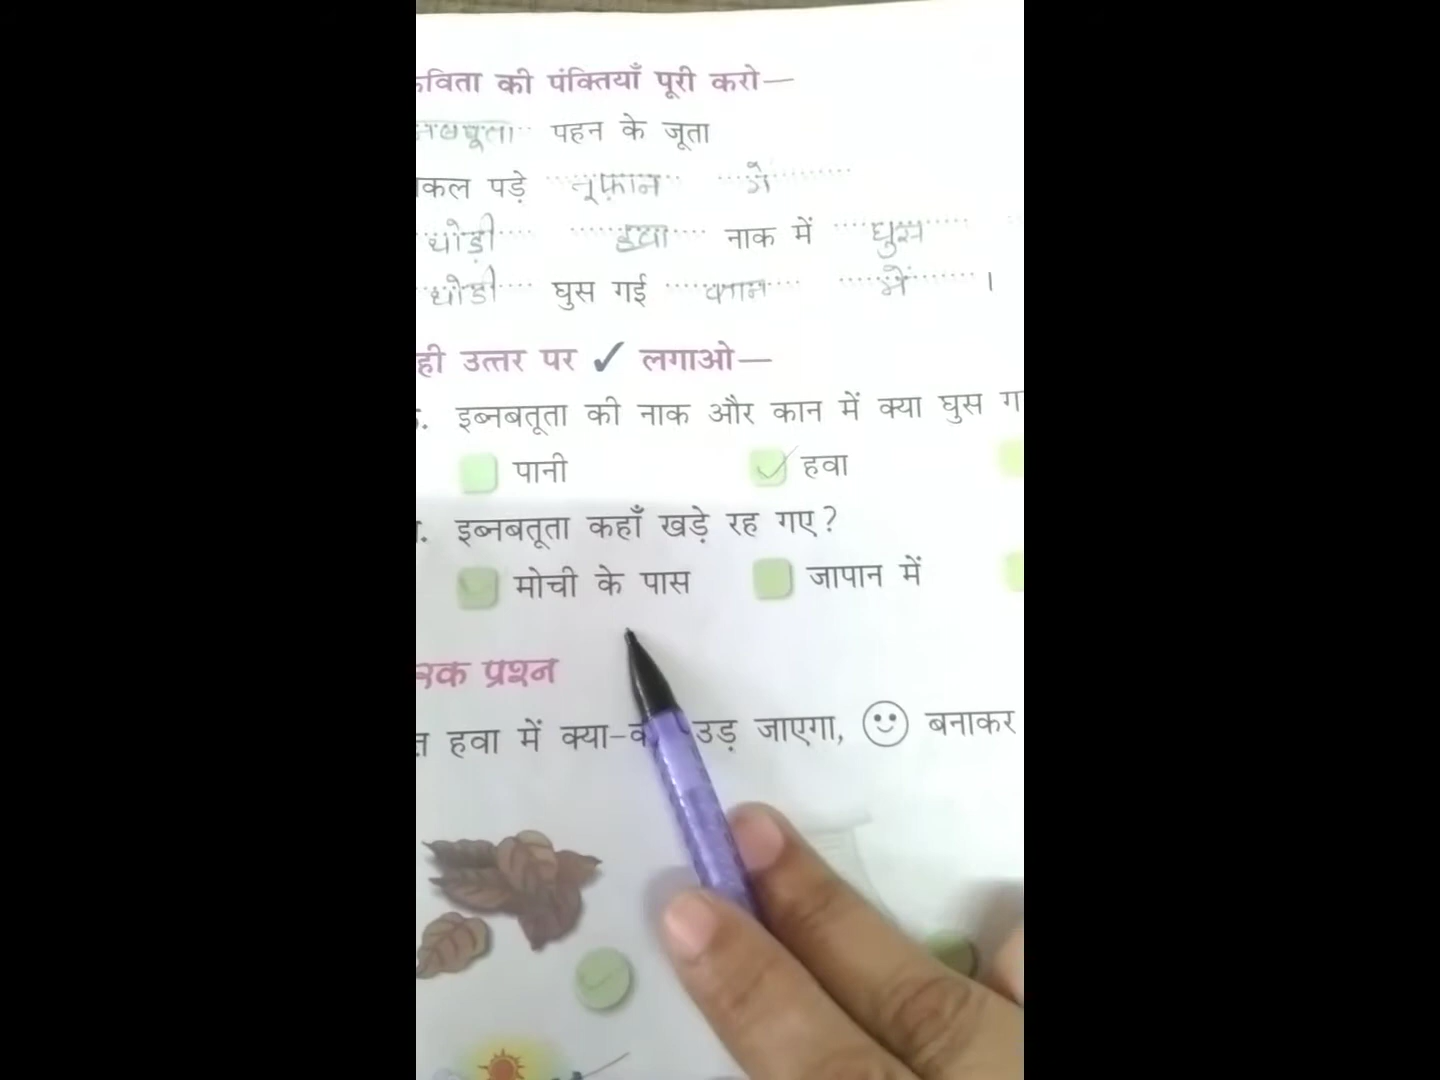 कविता की पंक्तियाँ पूरी करो—
पहन के जूता
कल पड़े तूफ़ान में
थोड़ी हवा नाक में घुस
थोड़ी घुस गई कान में ।
ही उत्तर पर ✓ लगाओ—
इब्नबतूता की नाक और कान में क्या घुस ग
पानी हवा
इब्नबतूता कहाँ खड़े रह गए?
मोची के पास जापान में
रक प्रश्न
हवा में क्या-क उड़ जाएगा, बनाकर